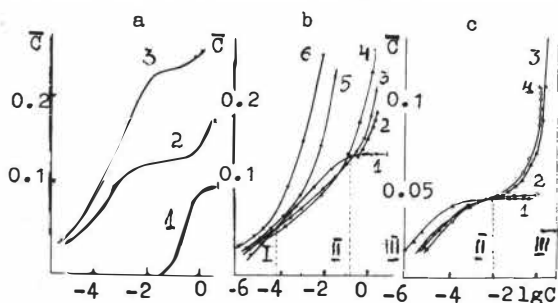 a b c
C̅ C̅ C̅
3 6 5 4 3
0.2 0.2 0.1 4
3
2 2
0.1 0.1 1 0.05 2
1 1
I II III II III
-4 -2 0 -6 -4 -2 0 -6 -4 -2 lgC